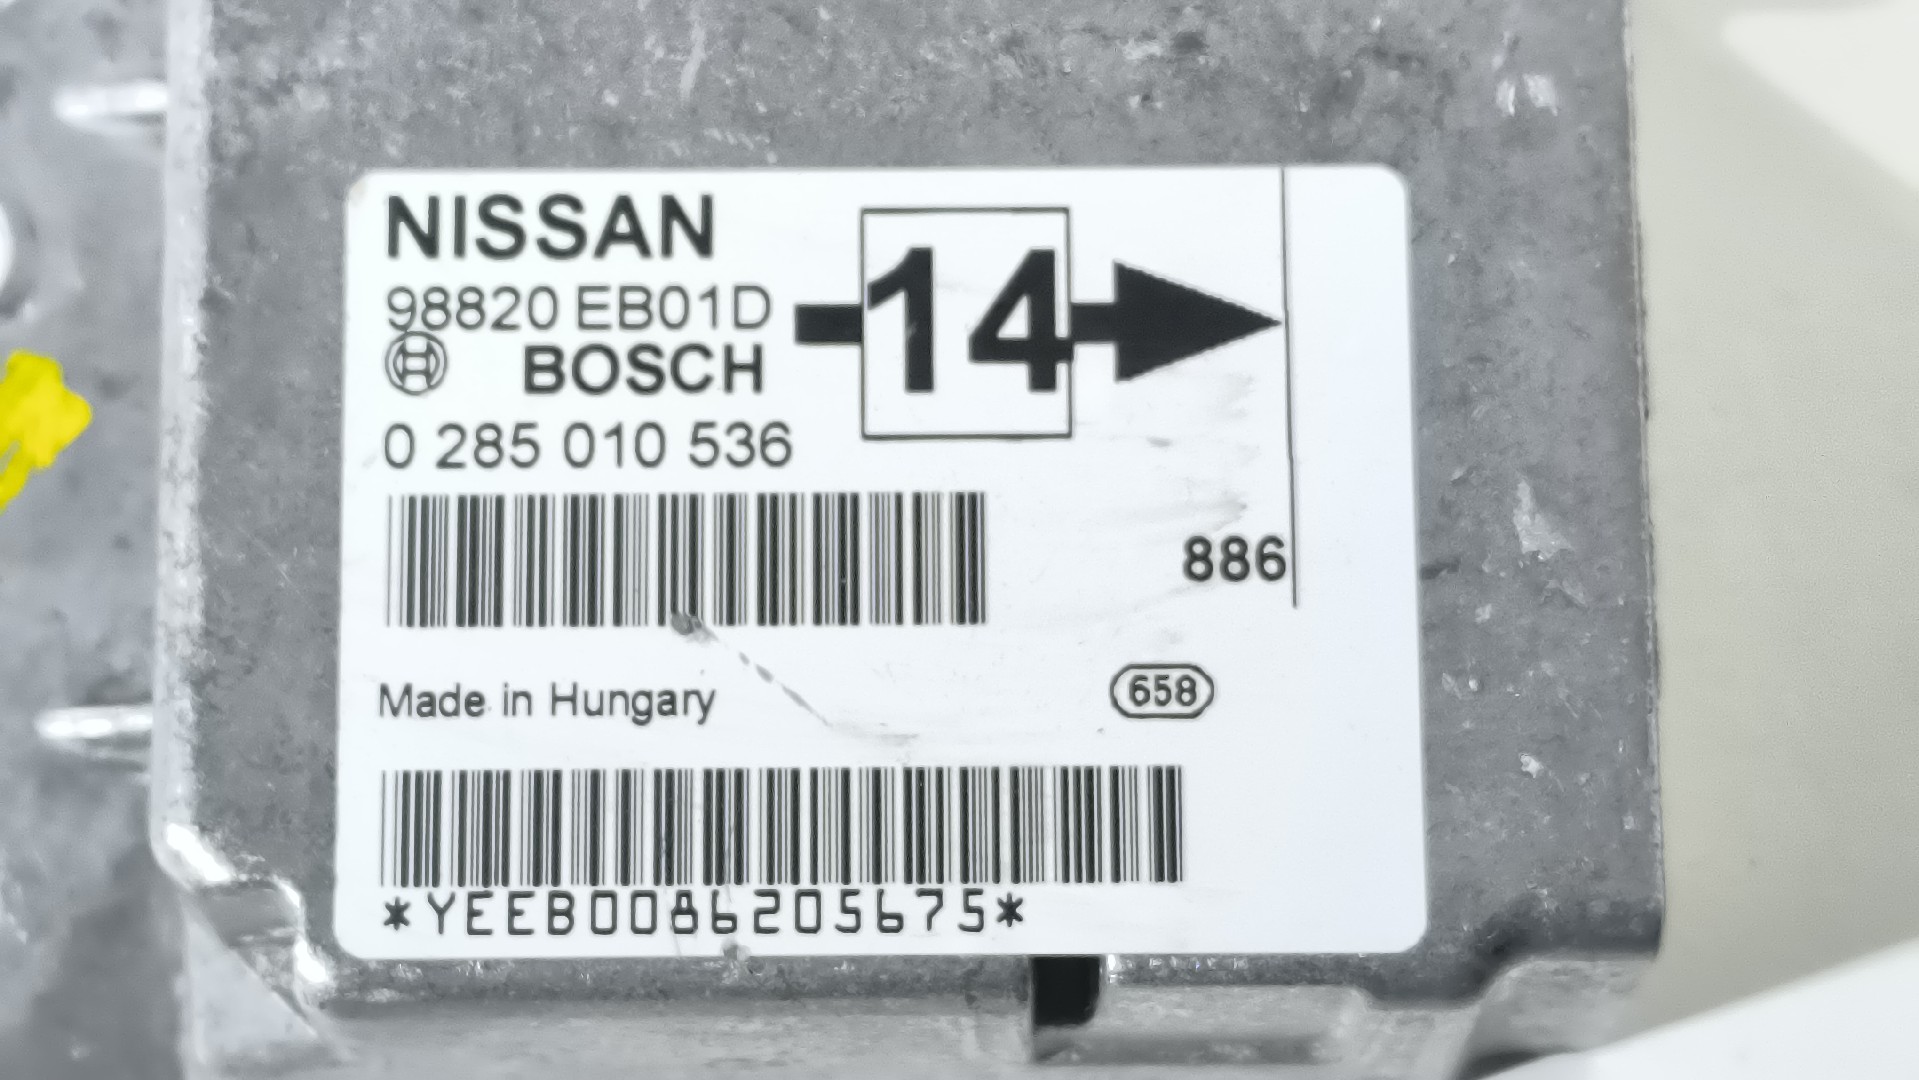 NISSAN
98820 EB01D
BOSCH
0 285 010 536
14
886
Made in Hungary
658
*YEEB0086205675*